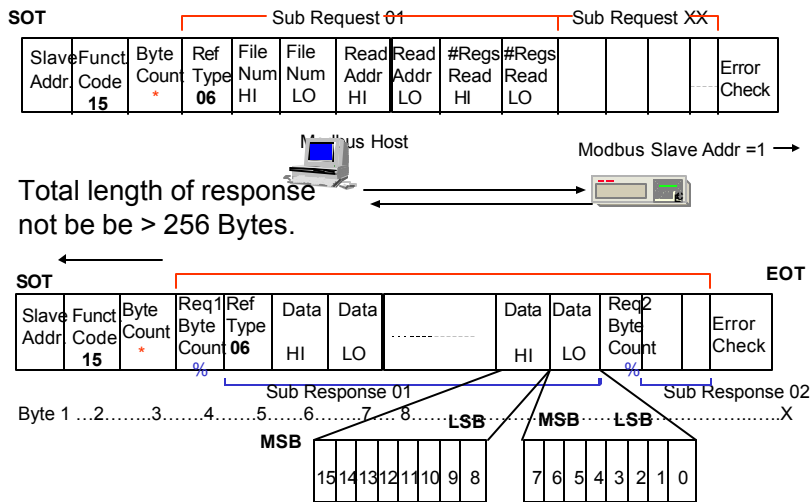 SOT
Sub Request 01
Sub Request XX
Slave Addr.
Funct. Code 15
Byte Count *
Ref Type 06
File Num HI
File Num LO
Read Addr HI
Read Addr LO
#Regs Read HI
#Regs Read LO
Error Check
Modbus Host
Modbus Slave Addr =1
Total length of response
not be be > 256 Bytes.
SOT
EOT
Slave Addr.
Funct. Code 15
Byte Count *
Req1 Byte Count %
Ref Type 06
Data HI
Data LO
Data HI
Data LO
Req2 Byte Count %
Error Check
Sub Response 01
Sub Response 02
Byte 1 ...2.......3......4.....5.....6........7....8.......................................................X
MSB
LSB
MSB
LSB
15 14 13 12 11 10 9 8
7 6 5 4 3 2 1 0